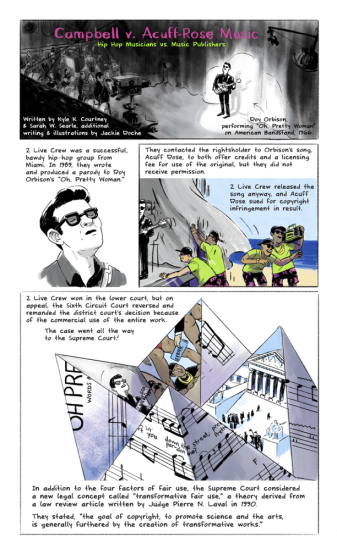 Campbell v. Acuff-Rose Music
Hip Hop Musicians vs. Music Publishers
Written by Kyle K. Courtney
& Sarah W. Searle, additional
writing & illustrations by Jackie Roche
Roy Orbison,
performing "Oh, Pretty Woman"
on American Bandstand, 1966.
2 Live Crew was a successful,
bawdy hip-hop group from
Miami. In 1989, they wrote
and produced a parody to Roy
Orbison's "Oh, Pretty Woman."
They contacted the rightsholder to Orbison's song,
Acuff Rose, to both offer credits and a licensing
fee for use of the original, but they did not
receive permission.
2 Live Crew released the
song anyway, and Acuff
Rose sued for copyright
infringement in result.
2 Live Crew won in the lower court, but on
appeal, the Sixth Circuit Court reversed and
remanded the district court's decision because
of the commercial use of the entire work.
The case went all the way
to the Supreme Court!
OH PRE
WORDS
you
down the
street,
In addition to the four factors of fair use, the Supreme Court considered
a new legal concept called "transformative fair use," a theory derived from
a law review article written by Judge Pierre N. Laval in 1990.
They stated, "the goal of copyright, to promote science and the arts,
is generally furthered by the creation of transformative works."